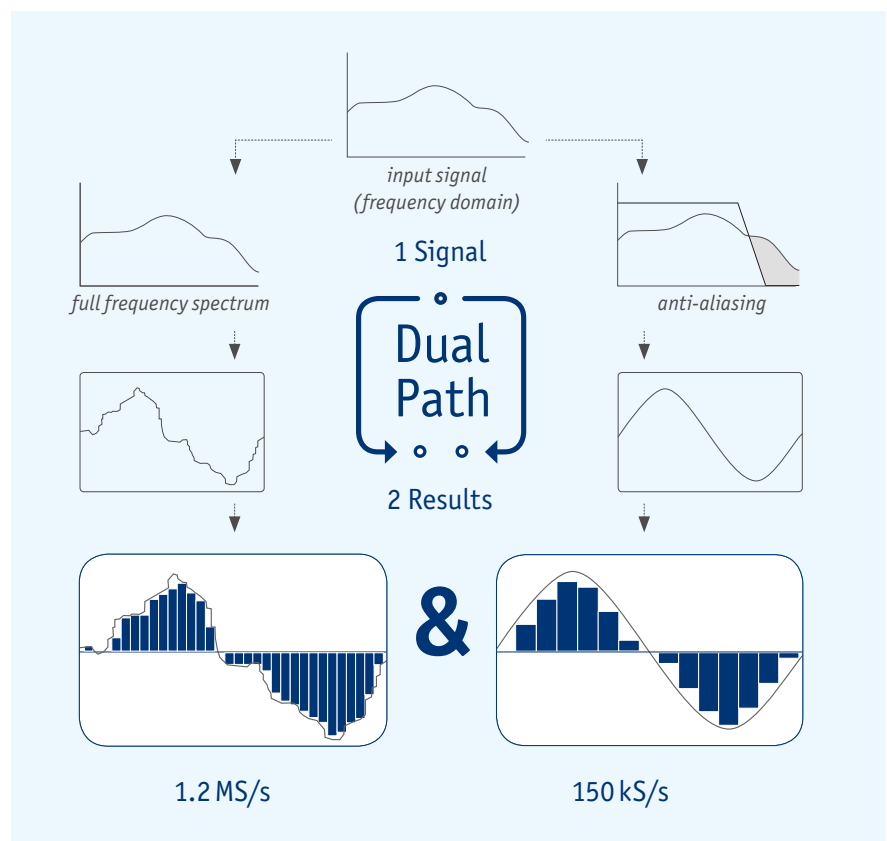 input signal
(frequency domain)
1 Signal
full frequency spectrum
anti-aliasing
Dual
Path
2 Results
&
1.2 MS/s
150 kS/s